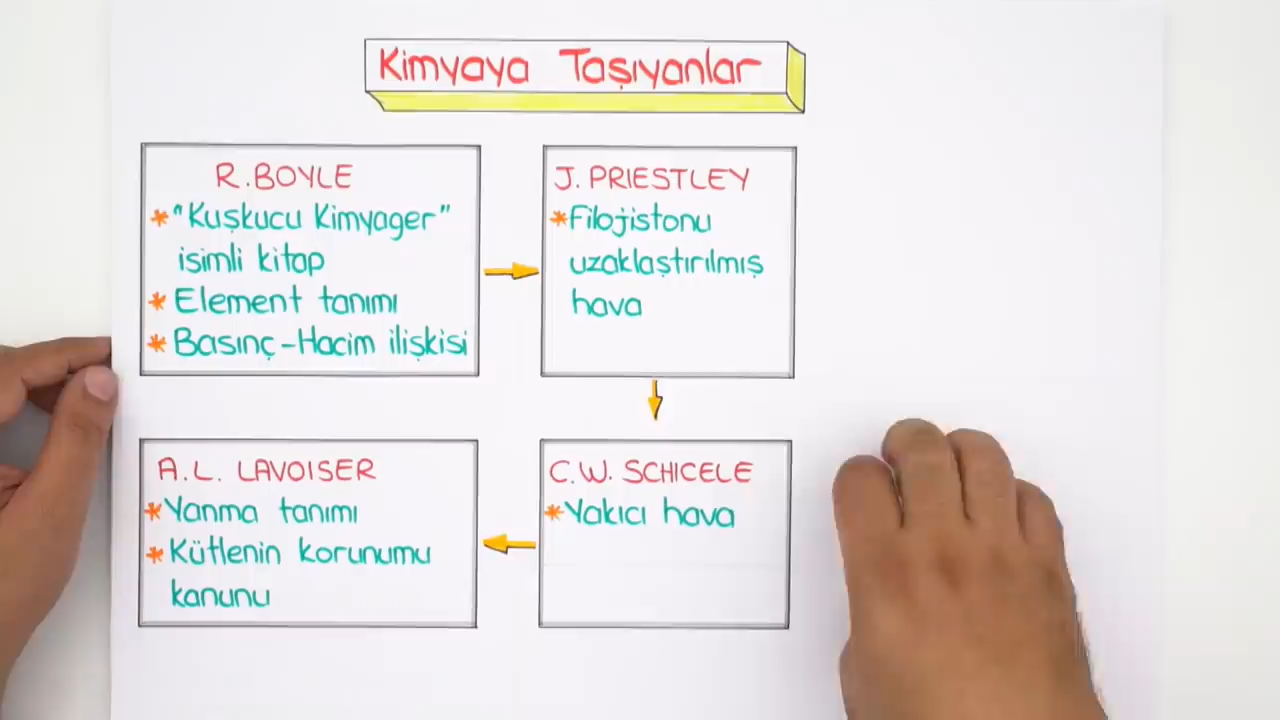 Kimyaya Taşıyanlar
R.BOYLE
* "Kuşkucu Kimyager"
isimli kitap
* Element tanımı
* Basınç-Hacim ilişkisi
J. PRIESTLEY
* Filojistonu
uzaklaştırılmış
hava
C.W. SCHICELE
* Yakıcı hava
A.L. LAVOISER
* Yanma tanımı
* Kütlenin korunumu
kanunu